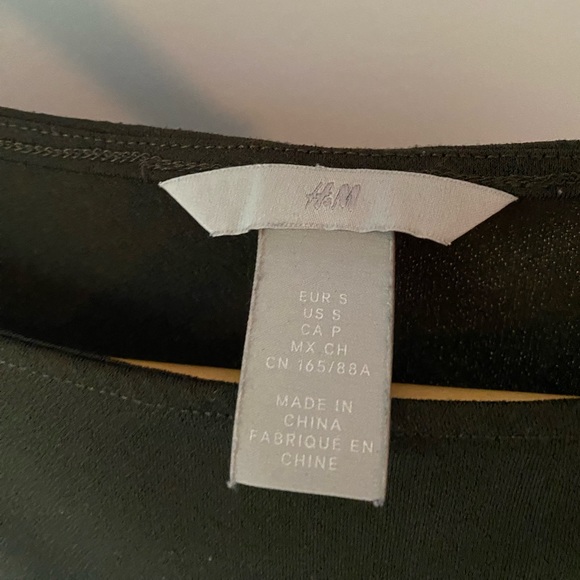 H&M
EUR S
US S
CA P
MX CH
CN 165/88A
MADE IN
CHINA
FABRIQUE EN
CHINE